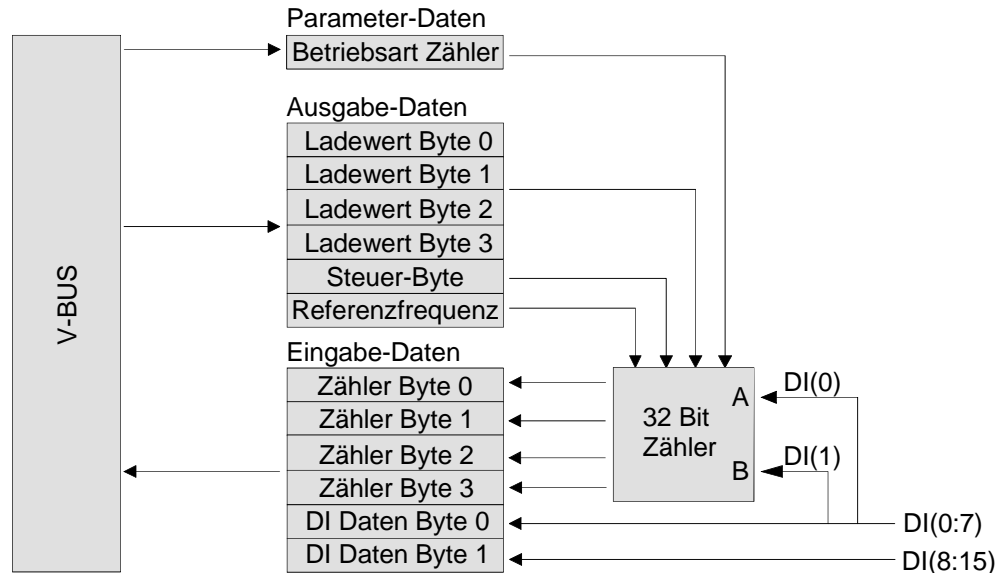 Parameter-Daten
Betriebsart Zähler
Ausgabe-Daten
Ladewert Byte 0
Ladewert Byte 1
Ladewert Byte 2
Ladewert Byte 3
Steuer-Byte
Referenzfrequenz
V-BUS
Eingabe-Daten
Zähler Byte 0
Zähler Byte 1
Zähler Byte 2
Zähler Byte 3
DI Daten Byte 0
DI Daten Byte 1
32 Bit
Zähler
A
B
DI(0)
DI(1)
DI(0:7)
DI(8:15)